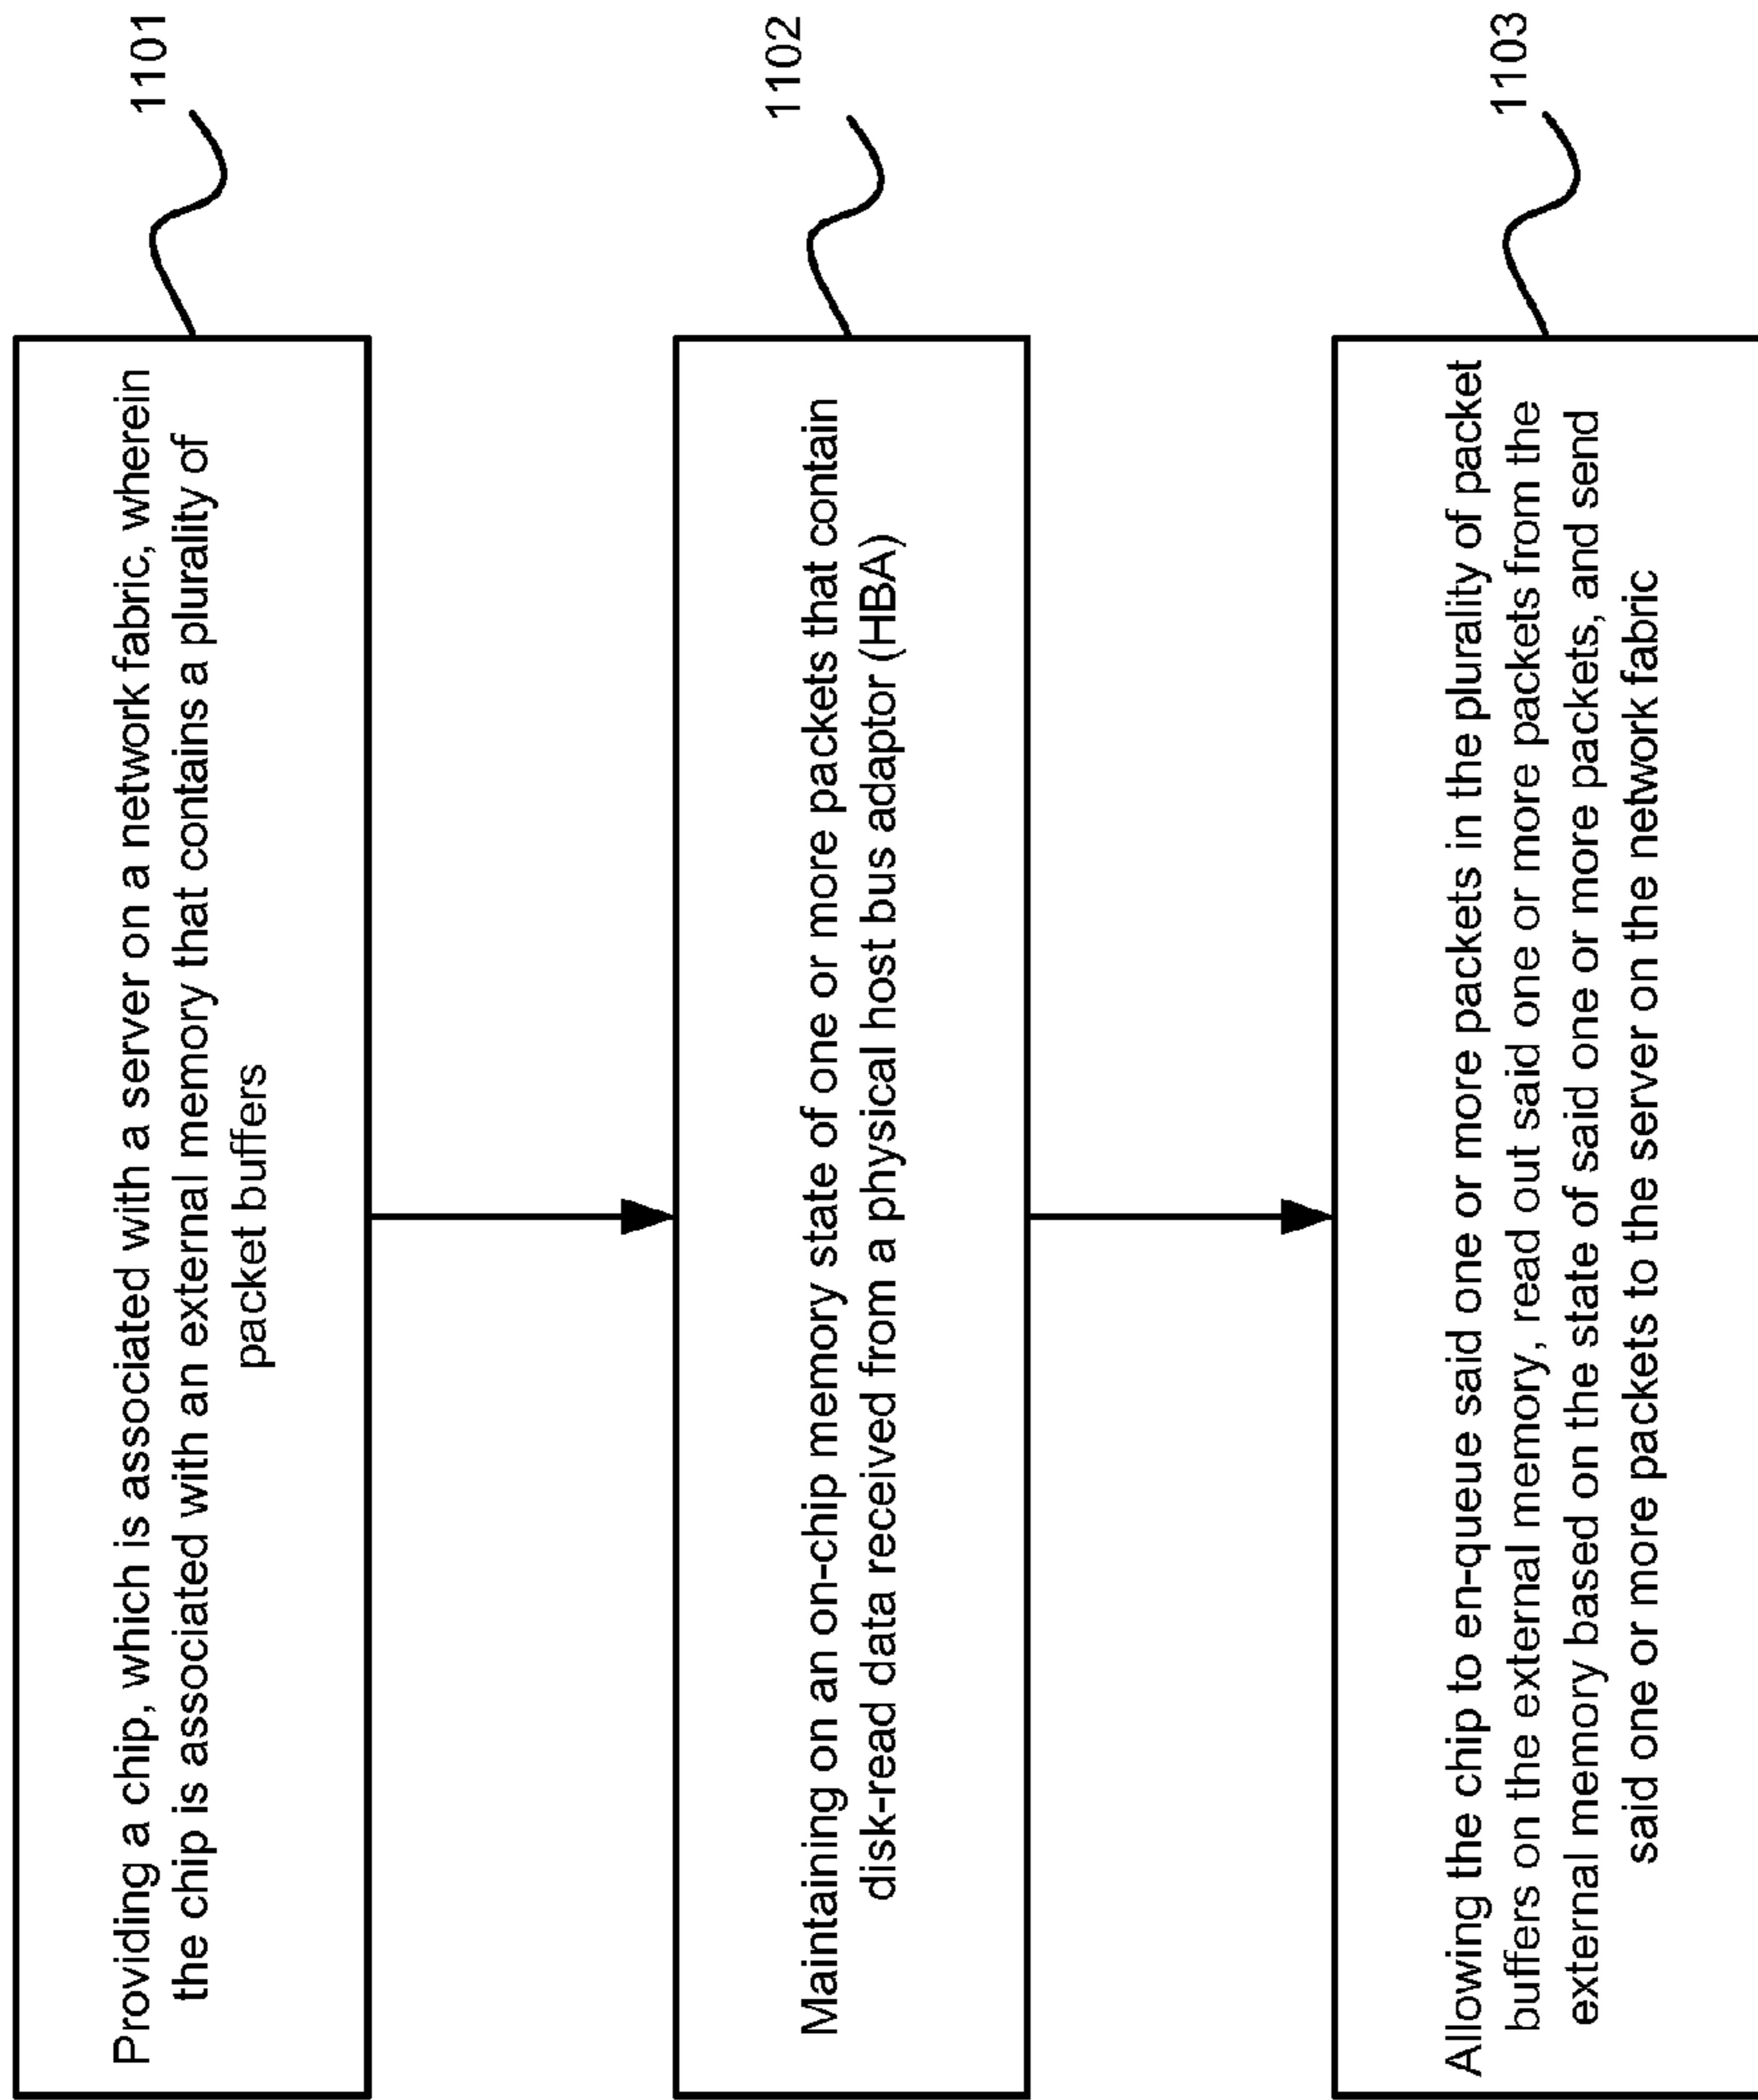 1101
Providing a chip, which is associated with a server on a network fabric, wherein
the chip is associated with an external memory that contains a plurality of
packet buffers
1102
Maintaining on an on-chip memory state of one or more packets that contain
disk-read data received from a physical host bus adaptor (HBA)
1103
Allowing the chip to en-queue said one or more packets in the plurality of packet
buffers on the external memory, read out said one or more packets from the
external memory based on the state of said one or more packets, and send
said one or more packets to the server on the network fabric